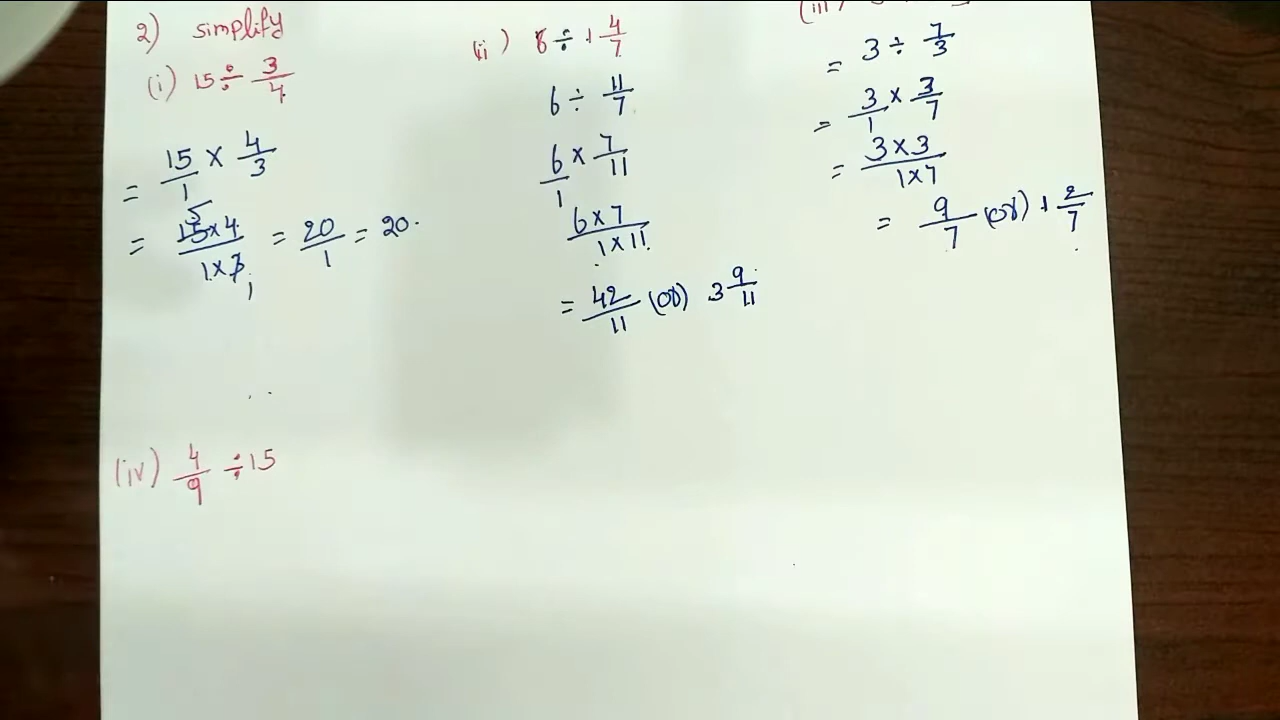 2) simplify
(i) 15 ÷ 3/4
= 15/1 × 4/3
= 15×4/1×3 = 20/1 = 20.
5
1
(ii) 6 ÷ 1 4/7
6 ÷ 11/7
6/1 × 7/11
6×7/1×11
= 42/11 (or) 3 9/11
(iii)
= 3 ÷ 7/3
= 3/1 × 3/7
= 3×3/1×7
= 9/7 (or) 1 2/7
(iv) 4/9 ÷ 15